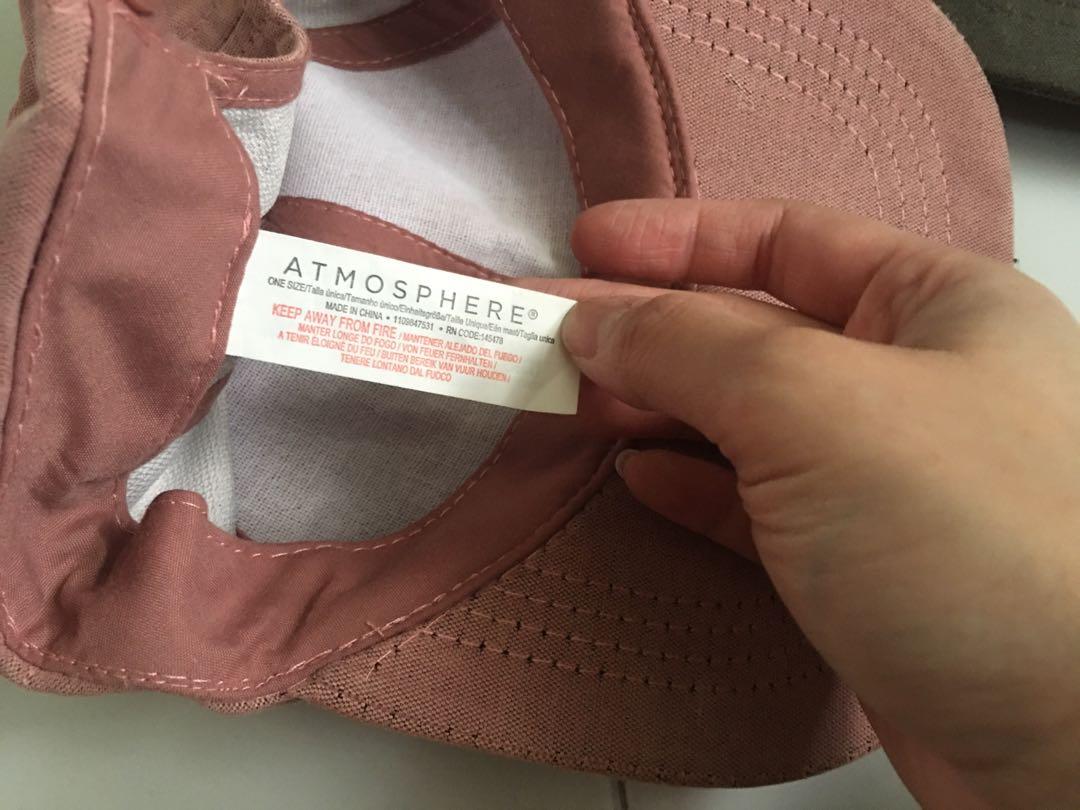 ATMOSPHERE®
ONE SIZE/Talla única/Tamanho único/Einheitsgröße/Taille Unique/Eén maat/Taglia unica
MADE IN CHINA • 1109847531 • RN CODE:145478
KEEP AWAY FROM FIRE / MANTENER ALEJADO DEL FUEGO /
MANTER LONGE DO FOGO / VON FEUER FERNHALTEN /
A TENIR ÉLOIGNÉ DU FEU / BUITEN BEREIK VAN VUUR HOUDEN /
TENERE LONTANO DAL FUOCO